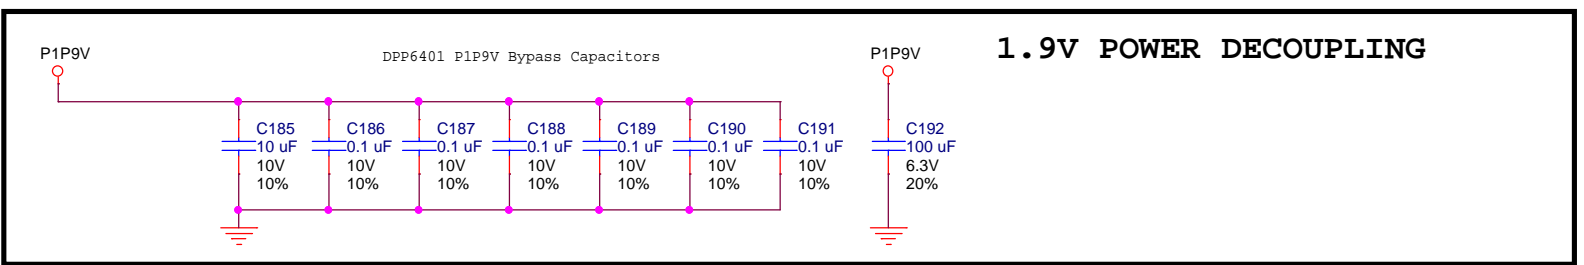 1.9V POWER DECOUPLING
P1P9V
DPP6401 P1P9V Bypass Capacitors
P1P9V
C185
10 uF
10V
10%
C186
0.1 uF
10V
10%
C187
0.1 uF
10V
10%
C188
0.1 uF
10V
10%
C189
0.1 uF
10V
10%
C190
0.1 uF
10V
10%
C191
0.1 uF
10V
10%
C192
100 uF
6.3V
20%